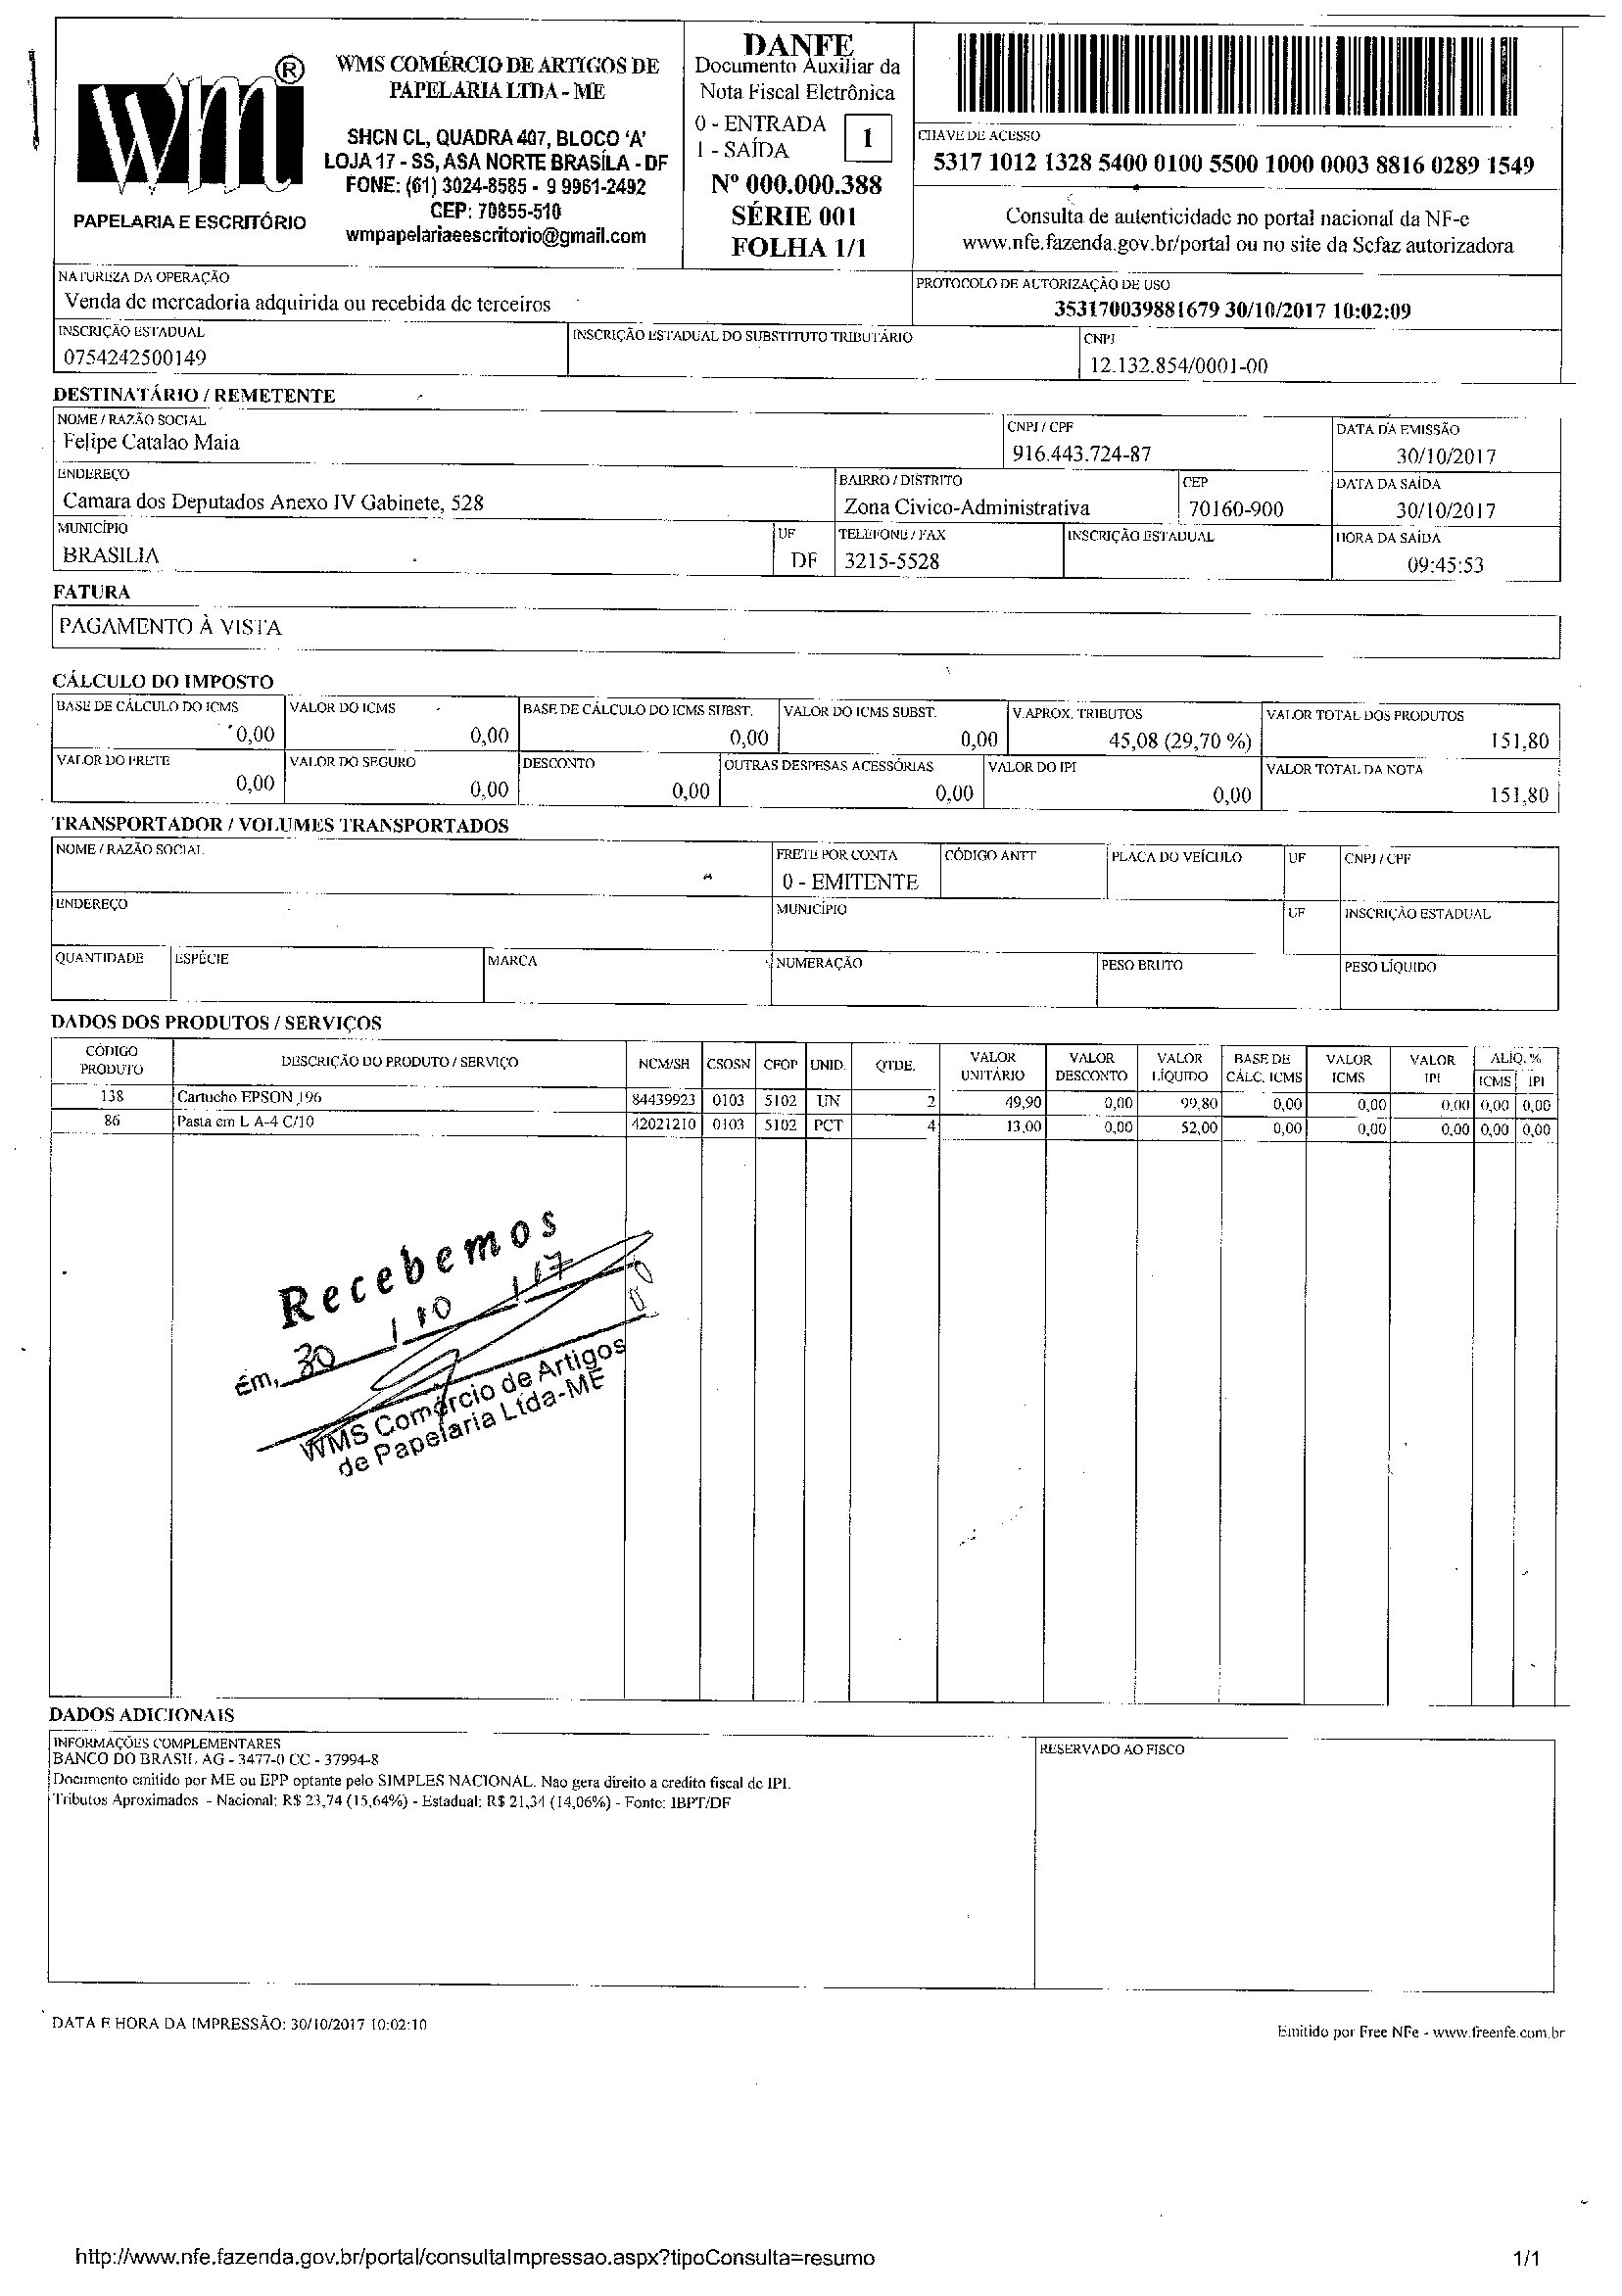 wm®
PAPELARIA E ESCRITÓRIO
WMS COMÉRCIO DE ARTIGOS DE
PAPELARIA LTDA - ME
SHCN CL, QUADRA 407, BLOCO 'A'
LOJA 17 - SS, ASA NORTE BRASÍLA - DF
FONE: (61) 3024-8585 - 9 9961-2492
CEP: 70855-510
wmpapelariaeescritorio@gmail.com
DANFE
Documento Auxiliar da
Nota Fiscal Eletrônica
0 - ENTRADA
1 - SAÍDA
1
Nº 000.000.388
SÉRIE 001
FOLHA 1/1
CHAVE DE ACESSO
5317 1012 1328 5400 0100 5500 1000 0003 8816 0289 1549
Consulta de autenticidade no portal nacional da NF-e
www.nfe.fazenda.gov.br/portal ou no site da Sefaz autorizadora
NATUREZA DA OPERAÇÃO
Venda de mercadoria adquirida ou recebida de terceiros
PROTOCOLO DE AUTORIZAÇÃO DE USO
353170039881679 30/10/2017 10:02:09
INSCRIÇÃO ESTADUAL
0754242500149
INSCRIÇÃO ESTADUAL DO SUBSTITUTO TRIBUTÁRIO
CNPJ
12.132.854/0001-00
DESTINATÁRIO / REMETENTE
NOME / RAZÃO SOCIAL
Felipe Catalao Maia
CNPJ / CPF
916.443.724-87
DATA DA EMISSÃO
30/10/2017
ENDEREÇO
Camara dos Deputados Anexo IV Gabinete, 528
BAIRRO / DISTRITO
Zona Civico-Administrativa
CEP
70160-900
DATA DA SAÍDA
30/10/2017
MUNICÍPIO
BRASILIA
UF
DF
TELEFONE / FAX
3215-5528
INSCRIÇÃO ESTADUAL
HORA DA SAÍDA
09:45:53
FATURA
PAGAMENTO À VISTA
CÁLCULO DO IMPOSTO
BASE DE CÁLCULO DO ICMS
0,00
VALOR DO ICMS
0,00
BASE DE CÁLCULO DO ICMS SUBST.
0,00
VALOR DO ICMS SUBST.
0,00
V.APROX. TRIBUTOS
45,08 (29,70 %)
VALOR TOTAL DOS PRODUTOS
151,80
VALOR DO FRETE
0,00
VALOR DO SEGURO
0,00
DESCONTO
0,00
OUTRAS DESPESAS ACESSÓRIAS
0,00
VALOR DO IPI
0,00
VALOR TOTAL DA NOTA
151,80
TRANSPORTADOR / VOLUMES TRANSPORTADOS
NOME / RAZÃO SOCIAL
FRETE POR CONTA
0 - EMITENTE
CÓDIGO ANTT
PLACA DO VEÍCULO
UF
CNPJ / CPF
ENDEREÇO
MUNICÍPIO
UF
INSCRIÇÃO ESTADUAL
QUANTIDADE
ESPÉCIE
MARCA
NUMERAÇÃO
PESO BRUTO
PESO LÍQUIDO
DADOS DOS PRODUTOS / SERVIÇOS
CÓDIGO PRODUTO DESCRIÇÃO DO PRODUTO / SERVIÇO NCM/SH CSOSN CFOP UNID. QTDE. VALOR UNITÁRIO VALOR DESCONTO VALOR LÍQUIDO BASE DE CÁLC. ICMS VALOR ICMS VALOR IPI ALÍQ. % ICMS IPI
138 Cartucho EPSON 196 84439923 0103 5102 UN 2 49,90 0,00 99,80 0,00 0,00 0,00 0,00 0,00
86 Pasta em L A-4 C/10 42021210 0103 5102 PCT 4 13,00 0,00 52,00 0,00 0,00 0,00 0,00 0,00
Recebemos
Em, 30 / 10 / 17
WMS Comércio de Artigos
de Papelaria Ltda-ME
DADOS ADICIONAIS
INFORMAÇÕES COMPLEMENTARES
BANCO DO BRASIL AG - 3477-0 CC - 37994-8
Documento emitido por ME ou EPP optante pelo SIMPLES NACIONAL. Nao gera direito a credito fiscal de IPI.
Tributos Aproximados - Nacional: R$ 23,74 (15,64%) - Estadual: R$ 21,34 (14,06%) - Fonte: IBPT/DF
RESERVADO AO FISCO
DATA E HORA DA IMPRESSÃO: 30/10/2017 10:02:10
Emitido por Free NFe - www.freenfe.com.br
http://www.nfe.fazenda.gov.br/portal/consultaImpressao.aspx?tipoConsulta=resumo
1/1